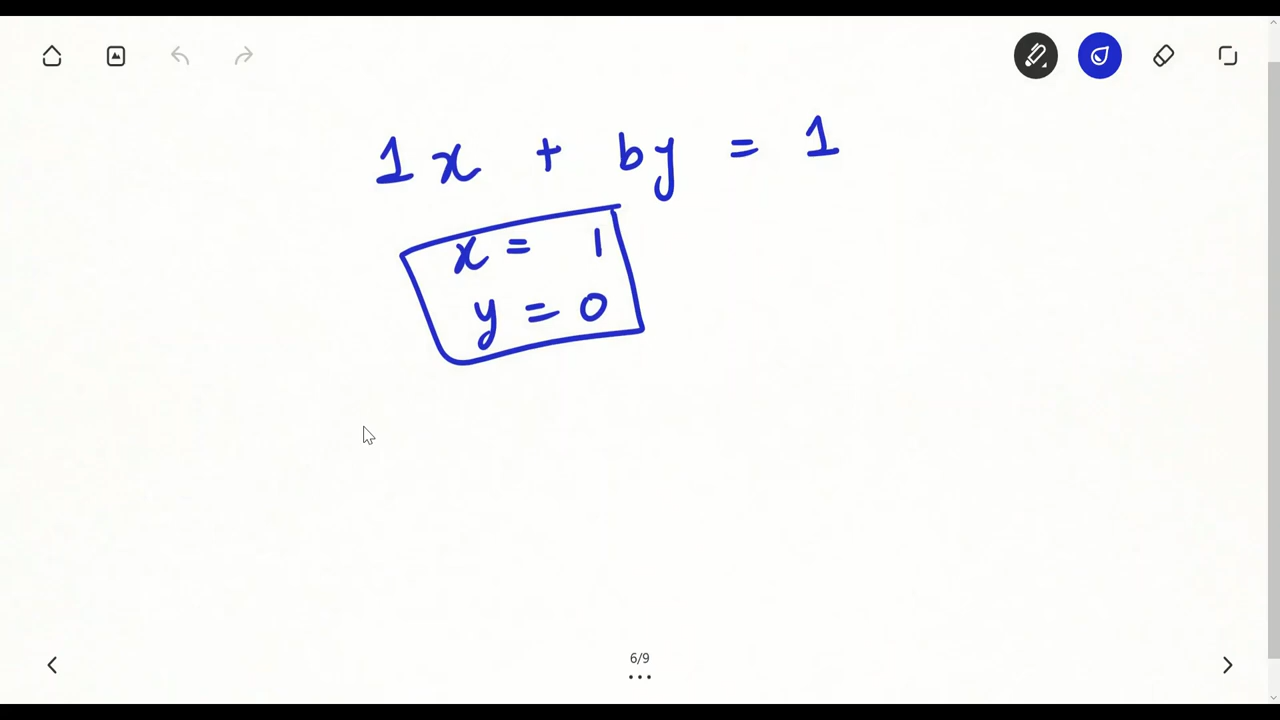 1x + by = 1
x = 1
y = 0
6/9